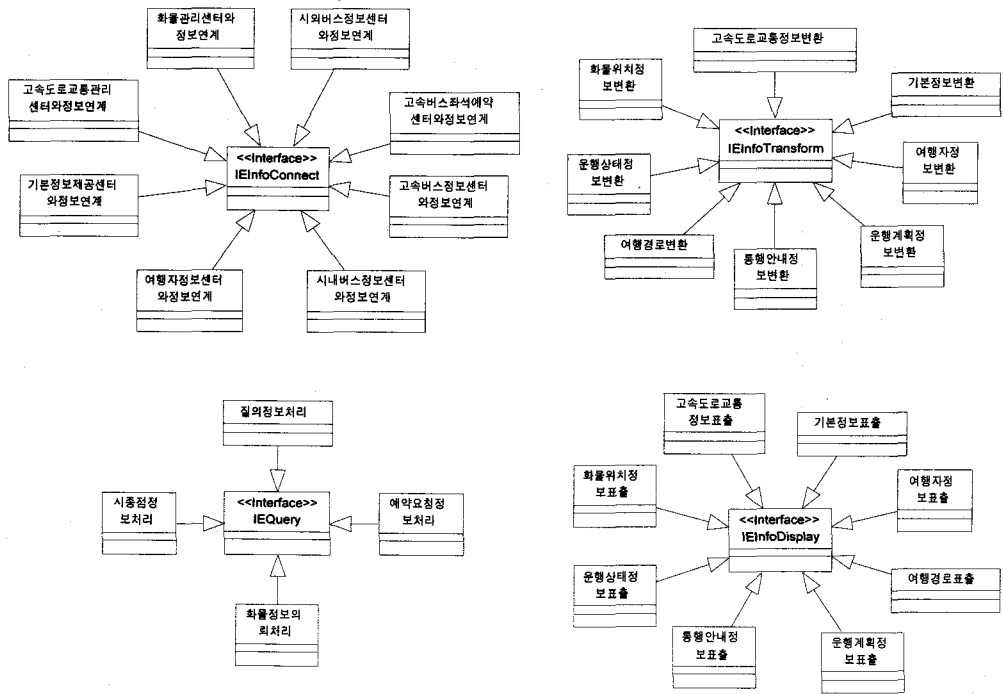 화물관리센터와
정보연계
시외버스정보센터
와정보연계
고속도로교통관리
센터와정보연계
고속버스좌석예약
센터와정보연계
<<Interface>>
IEInfoConnect
기본정보제공센터
와정보연계
고속버스정보센터
와정보연계
여행자정보센터
와정보연계
시내버스정보센터
와정보연계
고속도로교통정보변환
화물위치정
보변환
기본정보변환
<<Interface>>
IEInfoTransform
운행상태정
보변환
여행자정
보변환
여행경로변환
통행안내정
보변환
운행계획정
보변환
질의정보처리
시종점정
보처리
<<Interface>>
IEQuery
예약요청정
보처리
화물정보의
뢰처리
고속도로교통
정보표출
기본정보표출
화물위치정
보표출
여행자정
보표출
<<Interface>>
IEInfoDisplay
운행상태정
보표출
여행경로표출
통행안내정
보표출
운행계획정
보표출